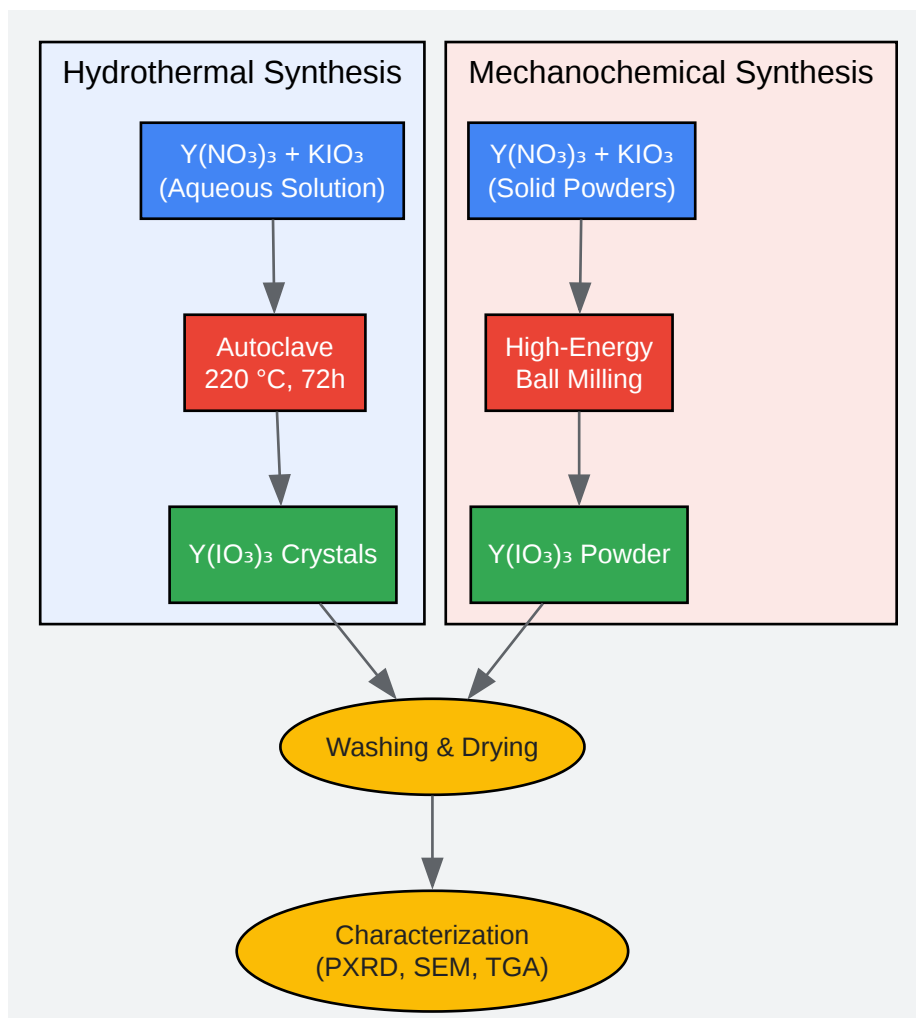 Hydrothermal Synthesis
Y(NO₃)₃ + KIO₃
(Aqueous Solution)
Autoclave
220 °C, 72h
Y(IO₃)₃ Crystals
Mechanochemical Synthesis
Y(NO₃)₃ + KIO₃
(Solid Powders)
High-Energy
Ball Milling
Y(IO₃)₃ Powder
Washing & Drying
Characterization
(PXRD, SEM, TGA)